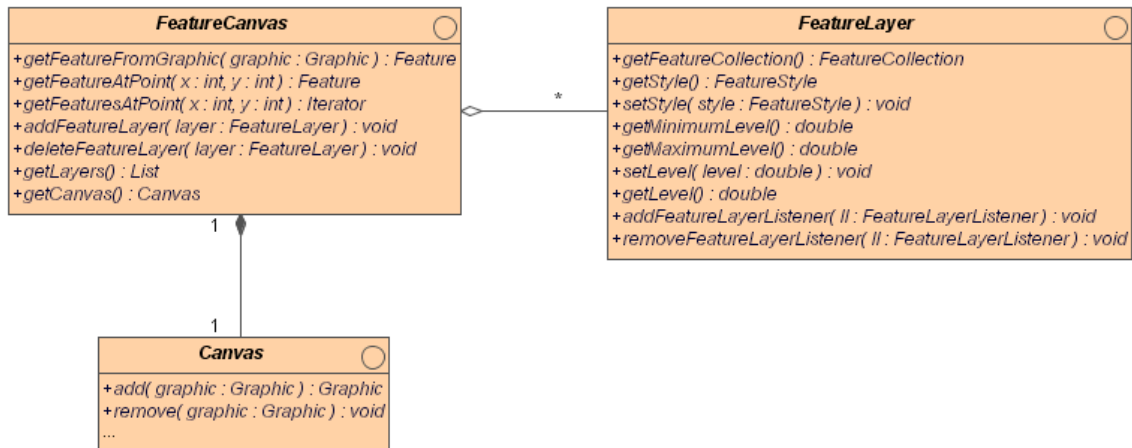 FeatureCanvas
+getFeatureFromGraphic( graphic : Graphic ) : Feature
+getFeatureAtPoint( x : int, y : int ) : Feature
+getFeaturesAtPoint( x : int, y : int ) : Iterator
+addFeatureLayer( layer : FeatureLayer ) : void
+deleteFeatureLayer( layer : FeatureLayer ) : void
+getLayers() : List
+getCanvas() : Canvas
*
FeatureLayer
+getFeatureCollection() : FeatureCollection
+getStyle() : FeatureStyle
+setStyle( style : FeatureStyle ) : void
+getMinimumLevel() : double
+getMaximumLevel() : double
+setLevel( level : double ) : void
+getLevel() : double
+addFeatureLayerListener( ll : FeatureLayerListener ) : void
+removeFeatureLayerListener( ll : FeatureLayerListener ) : void
1
1
Canvas
+add( graphic : Graphic ) : Graphic
+remove( graphic : Graphic ) : void
...